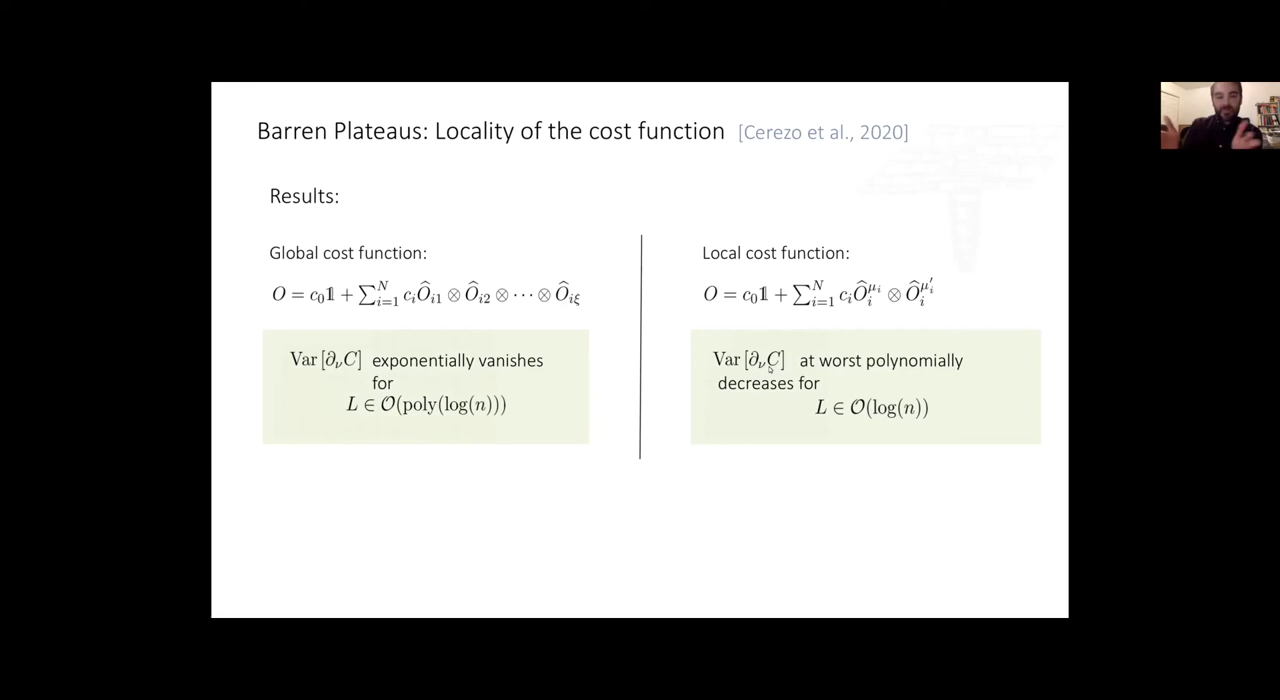 Barren Plateaus: Locality of the cost function [Cerezo et al., 2020]
Results:
Global cost function:
O = c₀𝟙 + ∑ᵢ₌₁ᴺ cᵢÔᵢ₁ ⊗ Ôᵢ₂ ⊗ ⋯ ⊗ Ôᵢξ
Var [∂νC] exponentially vanishes
for
L ∈ 𝒪(poly(log(n)))
Local cost function:
O = c₀𝟙 + ∑ᵢ₌₁ᴺ cᵢÔᵢ^μᵢ ⊗ Ôᵢ^μ′ᵢ
Var [∂νC] at worst polynomially
decreases for
L ∈ 𝒪(log(n))